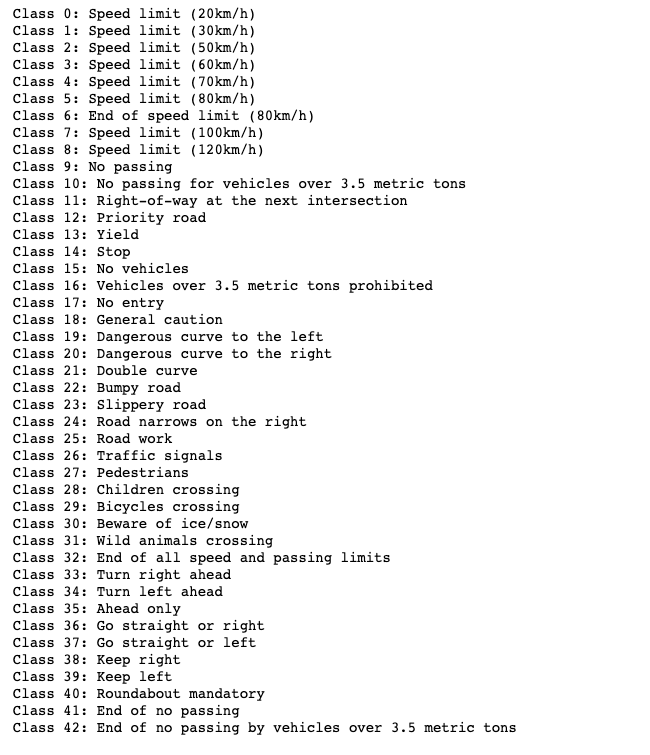 Class 0: Speed limit (20km/h)
Class 1: Speed limit (30km/h)
Class 2: Speed limit (50km/h)
Class 3: Speed limit (60km/h)
Class 4: Speed limit (70km/h)
Class 5: Speed limit (80km/h)
Class 6: End of speed limit (80km/h)
Class 7: Speed limit (100km/h)
Class 8: Speed limit (120km/h)
Class 9: No passing
Class 10: No passing for vehicles over 3.5 metric tons
Class 11: Right-of-way at the next intersection
Class 12: Priority road
Class 13: Yield
Class 14: Stop
Class 15: No vehicles
Class 16: Vehicles over 3.5 metric tons prohibited
Class 17: No entry
Class 18: General caution
Class 19: Dangerous curve to the left
Class 20: Dangerous curve to the right
Class 21: Double curve
Class 22: Bumpy road
Class 23: Slippery road
Class 24: Road narrows on the right
Class 25: Road work
Class 26: Traffic signals
Class 27: Pedestrians
Class 28: Children crossing
Class 29: Bicycles crossing
Class 30: Beware of ice/snow
Class 31: Wild animals crossing
Class 32: End of all speed and passing limits
Class 33: Turn right ahead
Class 34: Turn left ahead
Class 35: Ahead only
Class 36: Go straight or right
Class 37: Go straight or left
Class 38: Keep right
Class 39: Keep left
Class 40: Roundabout mandatory
Class 41: End of no passing
Class 42: End of no passing by vehicles over 3.5 metric tons